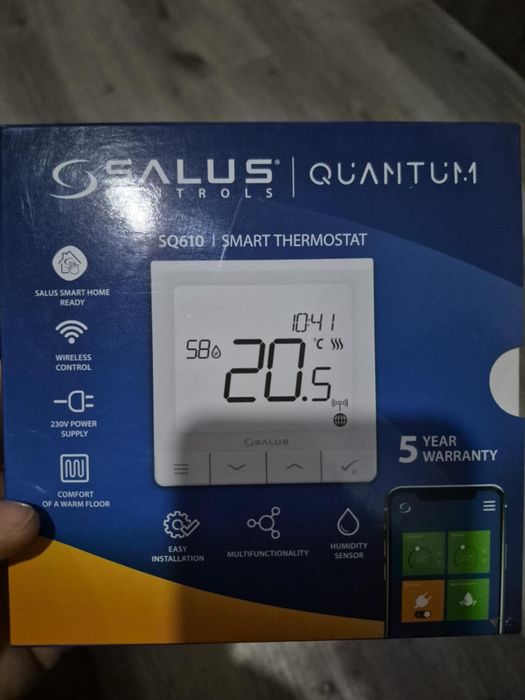 SALUS | QUANTUM
CONTROLS
SQ610 | SMART THERMOSTAT
SALUS SMART HOME
READY
WIRELESS
CONTROL
230V POWER
SUPPLY
COMFORT
OF A WARM FLOOR
10:41
58
20.5
°C
SALUS
5 YEAR
WARRANTY
EASY
INSTALLATION
MULTIFUNCTIONALITY
HUMIDITY
SENSOR